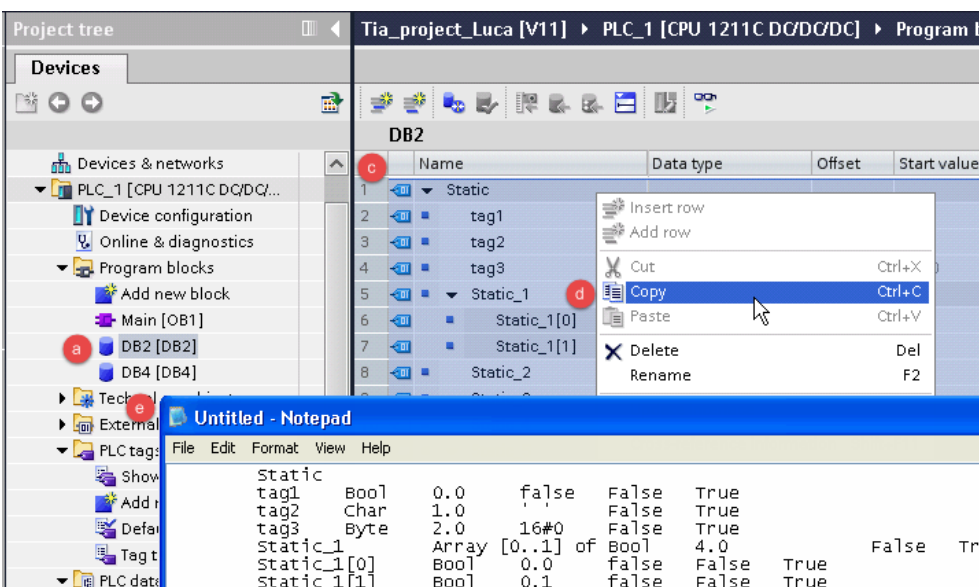 Project tree
Tia_project_Luca [V11] ▸ PLC_1 [CPU 1211C DC/DC/DC] ▸ Program
Devices
DB2
Devices & networks
PLC_1 [CPU 1211C DC/DC/...
Device configuration
Online & diagnostics
Program blocks
Add new block
Main [OB1]
a DB2 [DB2]
DB4 [DB4]
e External
PLC tags
Show
Add
Tag t
PLC data
c Name Data type Offset Start value
1 Static
2 tag1
3 tag2
4 tag3
5 Static_1
6 Static_1[0]
7 Static_1[1]
8 Static_2
Insert row
Add row
Cut Ctrl+X
d Copy Ctrl+C
Paste Ctrl+V
Delete Del
Rename F2
Untitled - Notepad
File Edit Format View Help
Static
tag1 Bool 0.0 false False True
tag2 Char 1.0 ' ' False True
tag3 Byte 2.0 16#0 False True
Static_1 Array [0..1] of Bool 4.0 False Tr
Static_1[0] Bool 0.0 false False True
Static_1[1] Bool 0.1 false False True